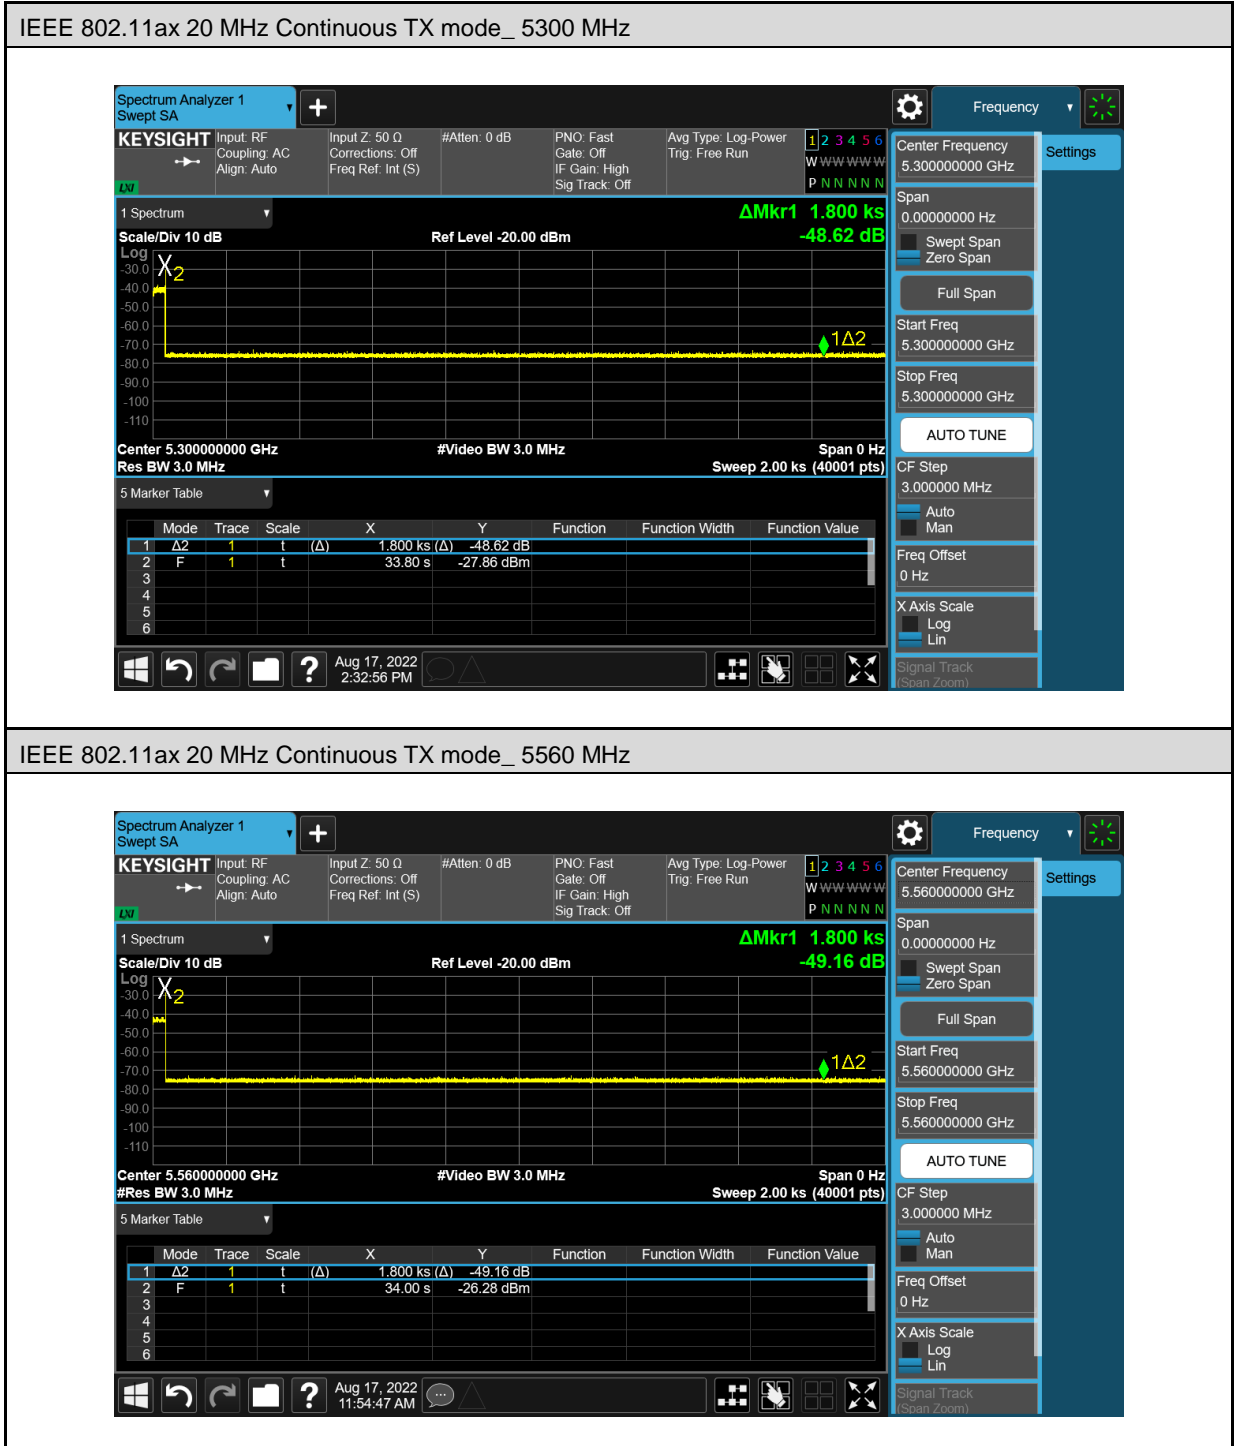 IEEE 802.11ax 20 MHz Continuous TX mode_ 5300 MHz
Spectrum Analyzer 1
Swept SA
Frequency
KEYSIGHT
LXI
Input: RF
Coupling: AC
Align: Auto
Input Z: 50 Ω
Corrections: Off
Freq Ref: Int (S)
#Atten: 0 dB
PNO: Fast
Gate: Off
IF Gain: High
Sig Track: Off
Avg Type: Log-Power
Trig: Free Run
1 2 3 4 5 6
W W W W W W
P N N N N N
1 Spectrum
ΔMkr1 1.800 ks
Scale/Div 10 dB
Ref Level -20.00 dBm
-48.62 dB
Log
-30.0
-40.0
-50.0
-60.0
-70.0
-80.0
-90.0
-100
-110
X2
1Δ2
Center 5.300000000 GHz
#Video BW 3.0 MHz
Span 0 Hz
Res BW 3.0 MHz
Sweep 2.00 ks (40001 pts)
5 Marker Table
Mode Trace Scale X Y Function Function Width Function Value
1 Δ2 1 t (Δ) 1.800 ks (Δ) -48.62 dB
2 F 1 t 33.80 s -27.86 dBm
3
4
5
6
Aug 17, 2022
2:32:56 PM
Center Frequency
5.300000000 GHz
Settings
Span
0.00000000 Hz
Swept Span
Zero Span
Full Span
Start Freq
5.300000000 GHz
Stop Freq
5.300000000 GHz
AUTO TUNE
CF Step
3.000000 MHz
Auto
Man
Freq Offset
0 Hz
X Axis Scale
Log
Lin
Signal Track
(Span Zoom)
IEEE 802.11ax 20 MHz Continuous TX mode_ 5560 MHz
Spectrum Analyzer 1
Swept SA
Frequency
KEYSIGHT
LXI
Input: RF
Coupling: AC
Align: Auto
Input Z: 50 Ω
Corrections: Off
Freq Ref: Int (S)
#Atten: 0 dB
PNO: Fast
Gate: Off
IF Gain: High
Sig Track: Off
Avg Type: Log-Power
Trig: Free Run
1 2 3 4 5 6
W W W W W W
P N N N N N
1 Spectrum
ΔMkr1 1.800 ks
Scale/Div 10 dB
Ref Level -20.00 dBm
-49.16 dB
Log
-30.0
-40.0
-50.0
-60.0
-70.0
-80.0
-90.0
-100
-110
X2
1Δ2
Center 5.560000000 GHz
#Video BW 3.0 MHz
Span 0 Hz
#Res BW 3.0 MHz
Sweep 2.00 ks (40001 pts)
5 Marker Table
Mode Trace Scale X Y Function Function Width Function Value
1 Δ2 1 t (Δ) 1.800 ks (Δ) -49.16 dB
2 F 1 t 34.00 s -26.28 dBm
3
4
5
6
Aug 17, 2022
11:54:47 AM
Center Frequency
5.560000000 GHz
Settings
Span
0.00000000 Hz
Swept Span
Zero Span
Full Span
Start Freq
5.560000000 GHz
Stop Freq
5.560000000 GHz
AUTO TUNE
CF Step
3.000000 MHz
Auto
Man
Freq Offset
0 Hz
X Axis Scale
Log
Lin
Signal Track
(Span Zoom)